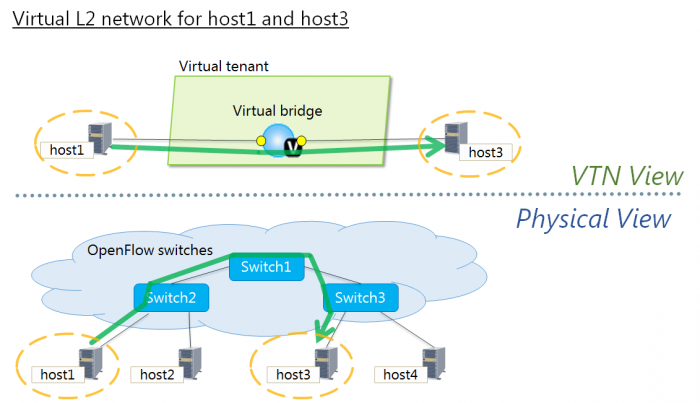 Virtual L2 network for host1 and host3
Virtual tenant
Virtual bridge
V
host1
host3
VTN View
Physical View
OpenFlow switches
Switch1
Switch2
Switch3
host1
host2
host3
host4